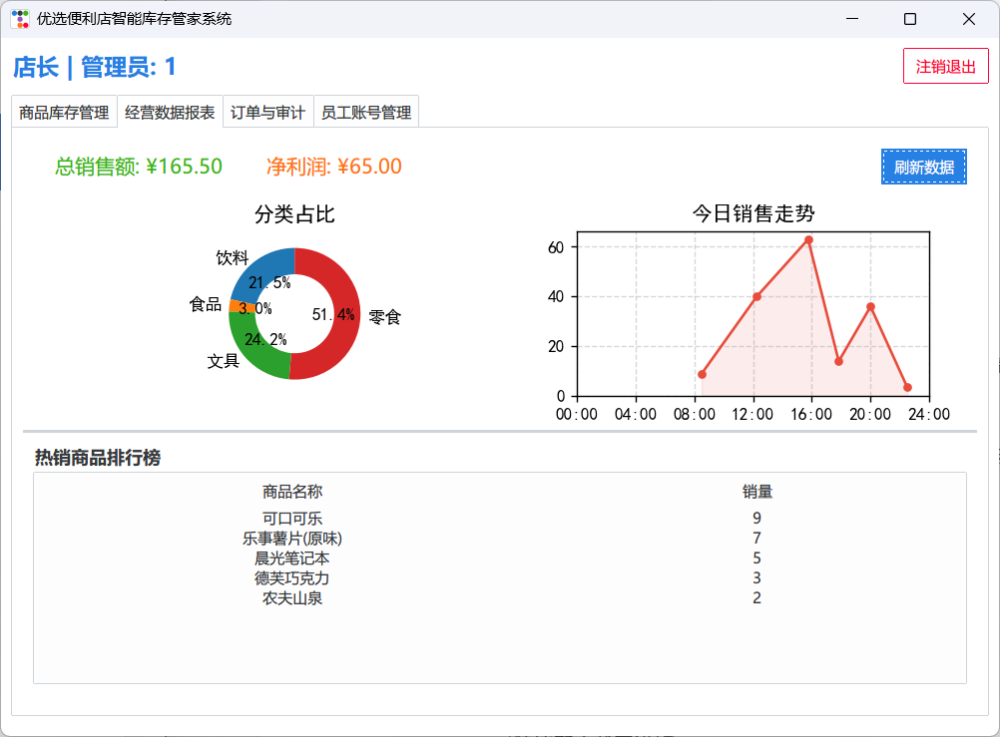 优选便利店智能库存管家系统
店长 | 管理员: 1
注销退出
商品库存管理 经营数据报表 订单与审计 员工账号管理
总销售额: ¥165.50 净利润: ¥65.00
刷新数据
分类占比
饮料
21.5%
食品
3.0%
51.4%
零食
24.2%
文具
今日销售走势
60
40
20
0
00:00 04:00 08:00 12:00 16:00 20:00 24:00
热销商品排行榜
商品名称 销量
可口可乐 9
乐事薯片(原味) 7
晨光笔记本 5
德芙巧克力 3
农夫山泉 2